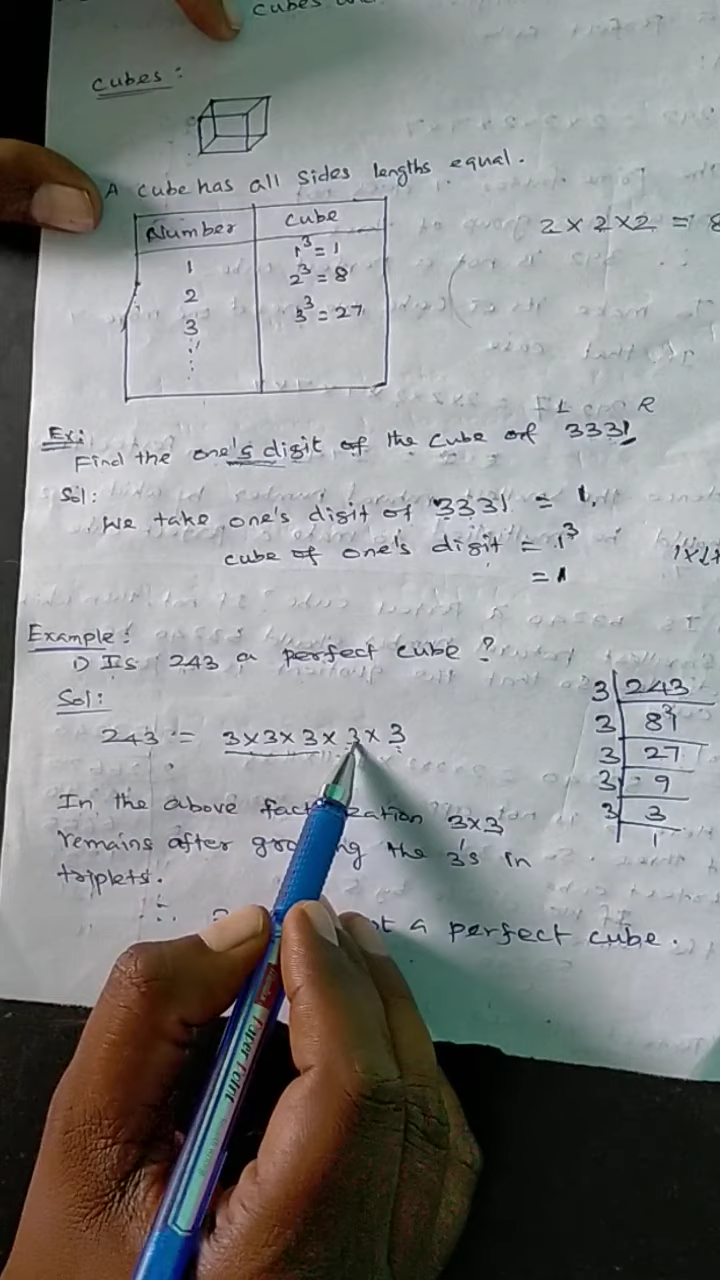 cubes
Cubes:
A cube has all sides lengths equal.
Number Cube
1 1³ = 1
2 2³ = 8
3 3³ = 27
2 × 2 × 2 = 8
R
Ex:
Find the one's digit of the cube of 3331
Sol:
We take one's digit of 3331 = 1.
cube of one's digit = 1³
= 1
Example:
1) Is 243 a perfect cube?
Sol:
243 = 3×3×3×3×3
3 243
3 81
3 27
3 9
3 3
1
In the above 3×3
remains after the 3's in
triplets.
∴ a perfect cube.